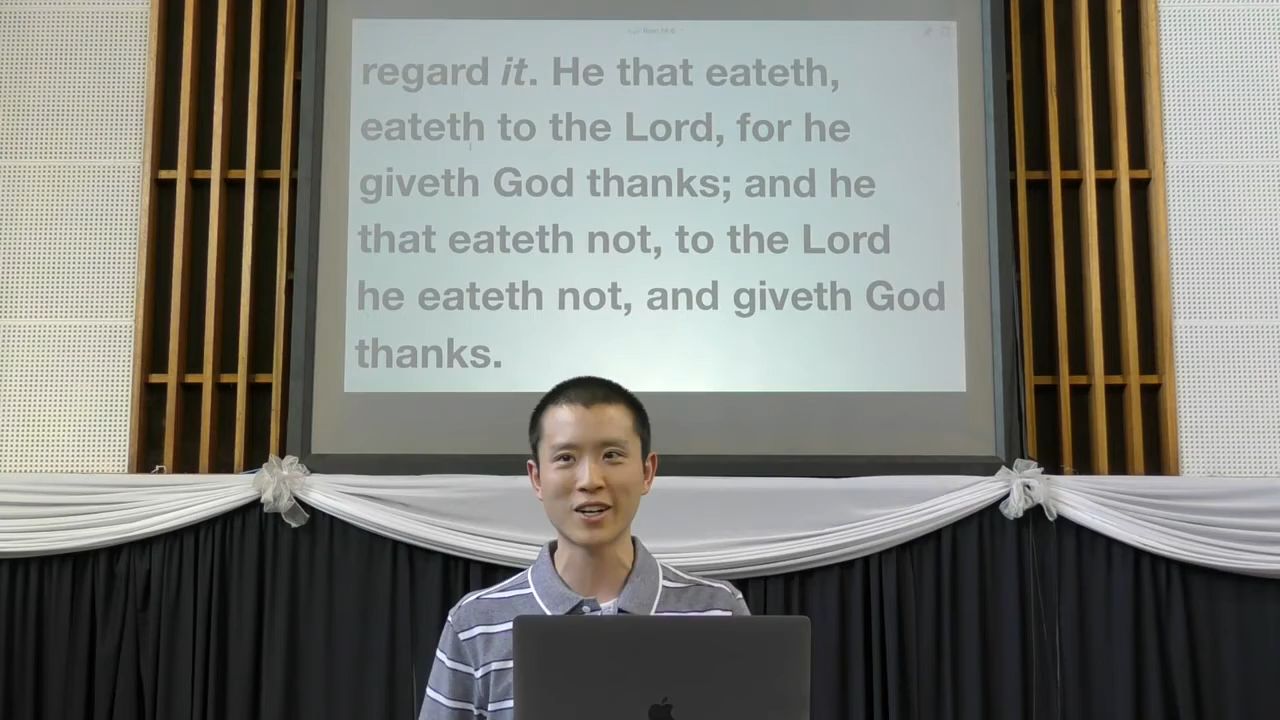 regard it. He that eateth,
eateth to the Lord, for he
giveth God thanks; and he
that eateth not, to the Lord
he eateth not, and giveth God
thanks.